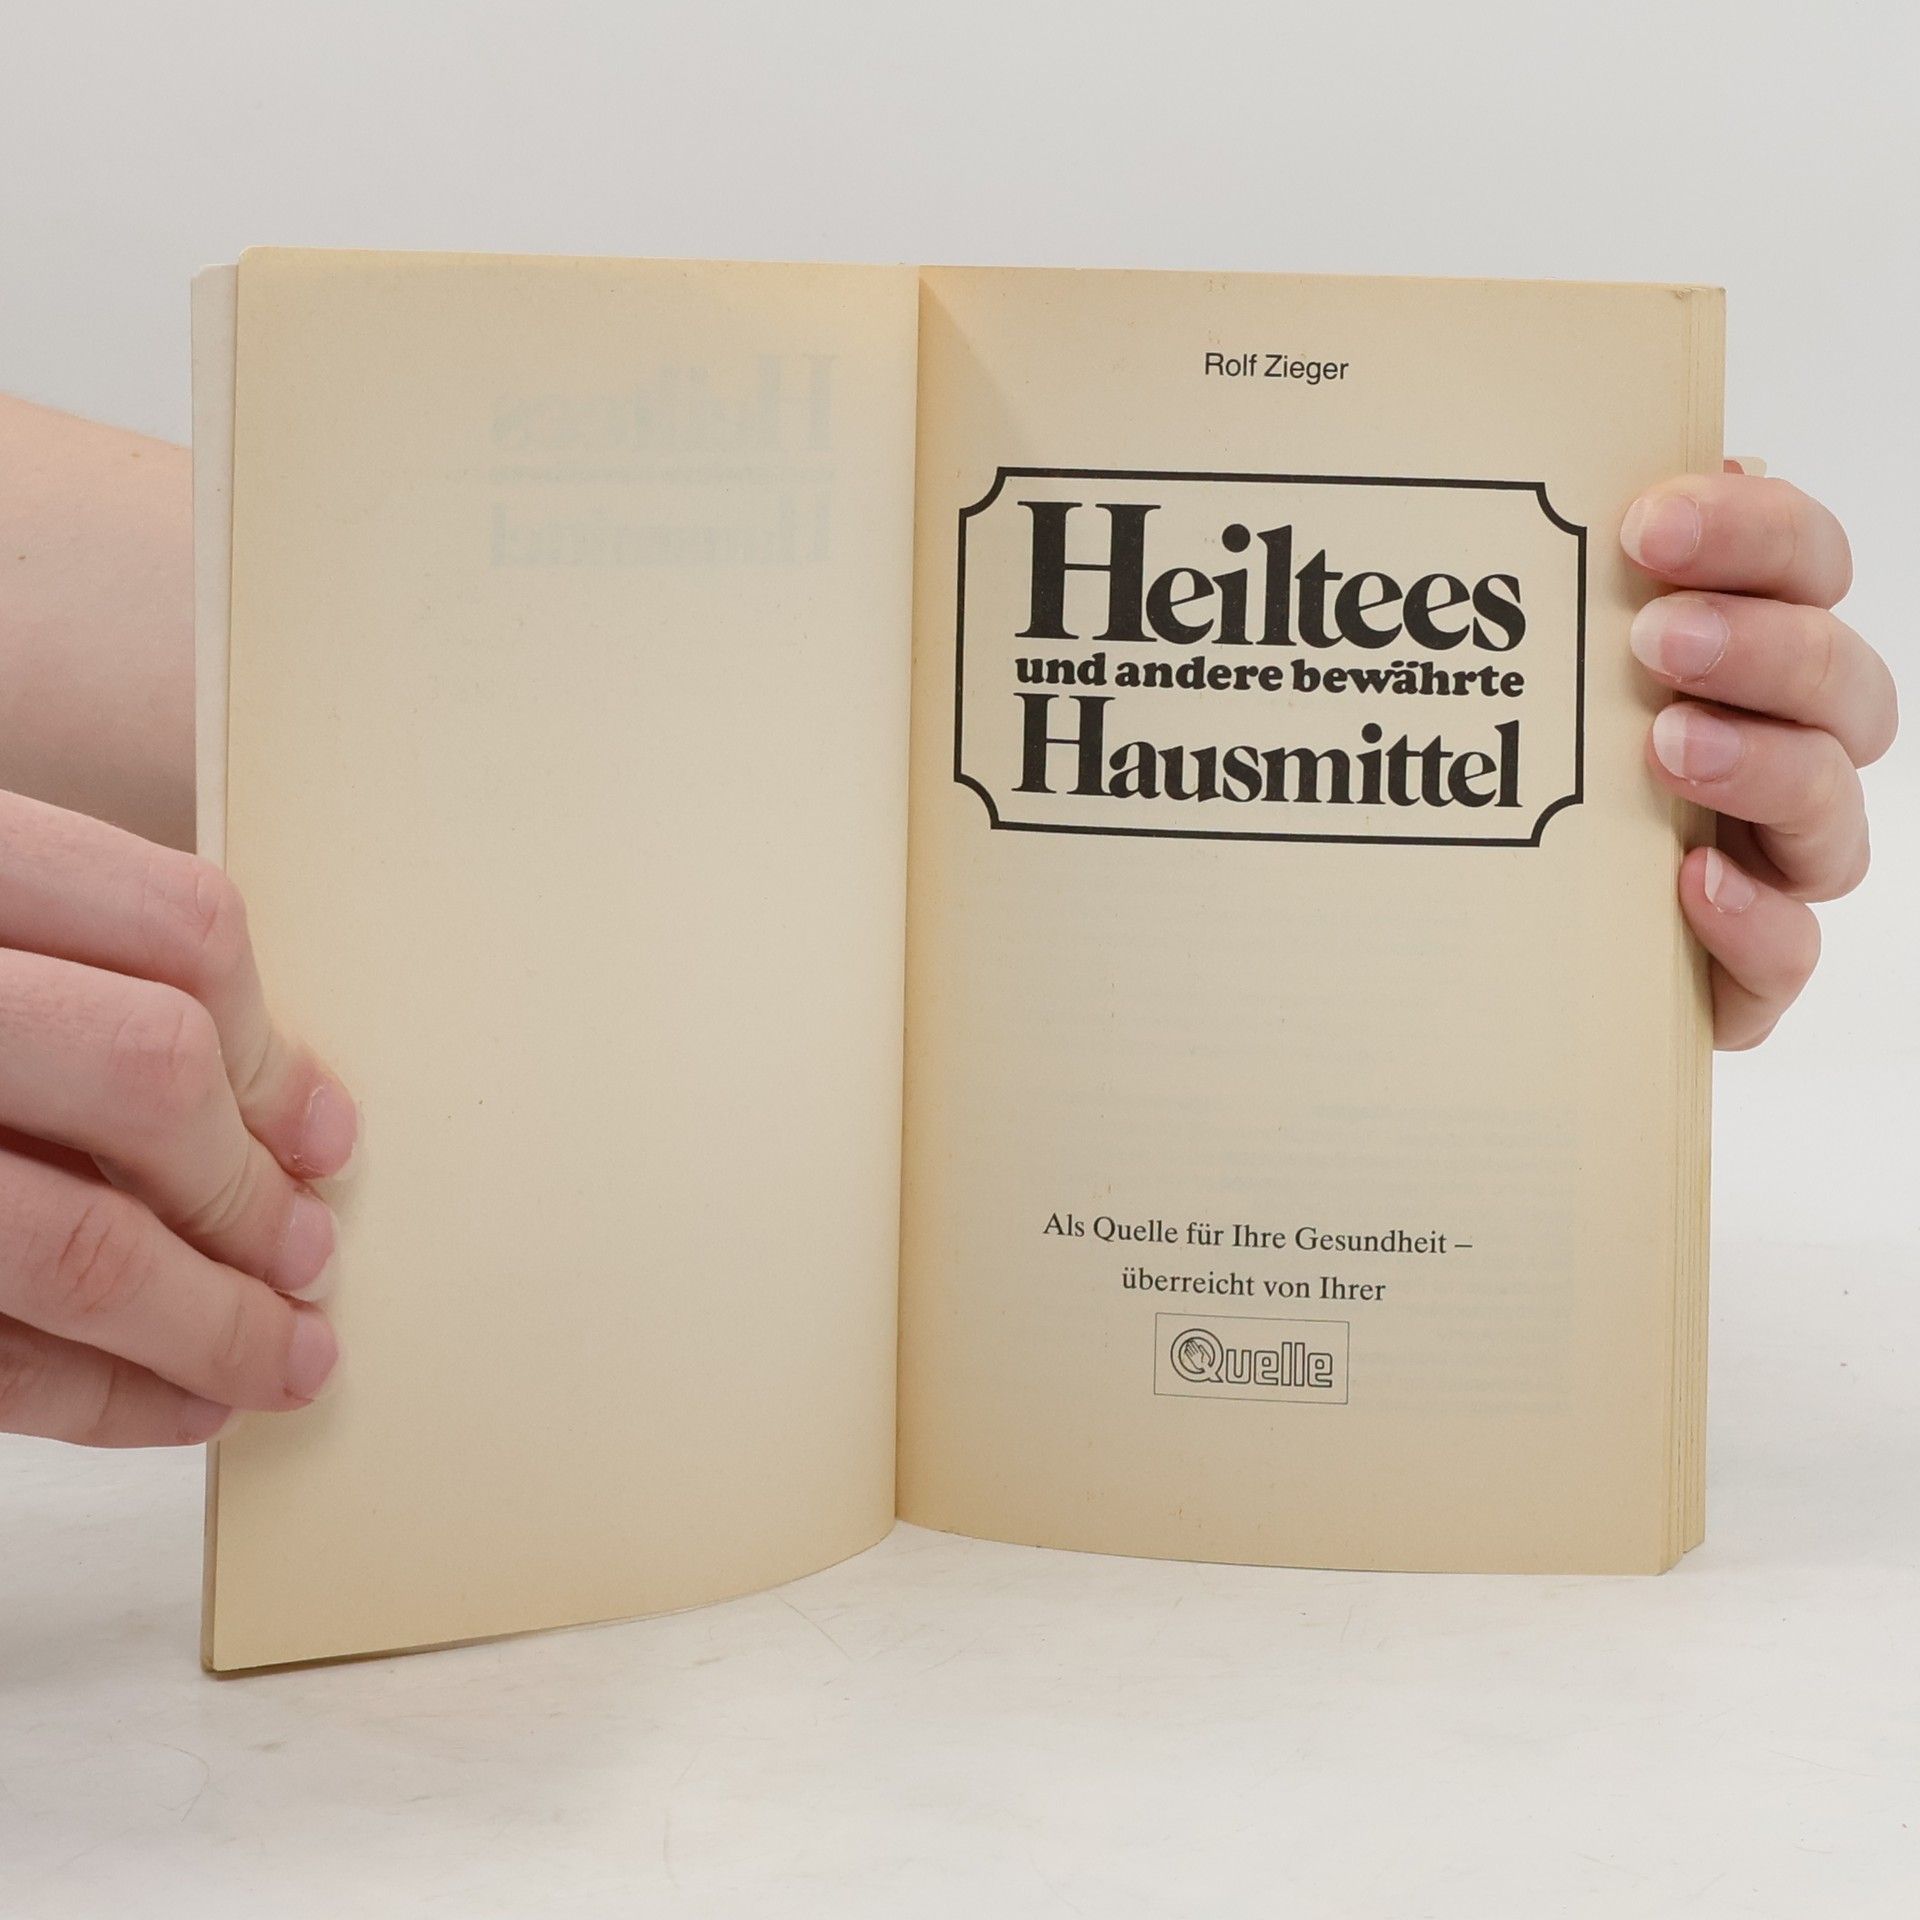 Rolf Zieger
Heiltees
und andere bewährte
Hausmittel
Als Quelle für Ihre Gesundheit –
überreicht von Ihrer
Quelle